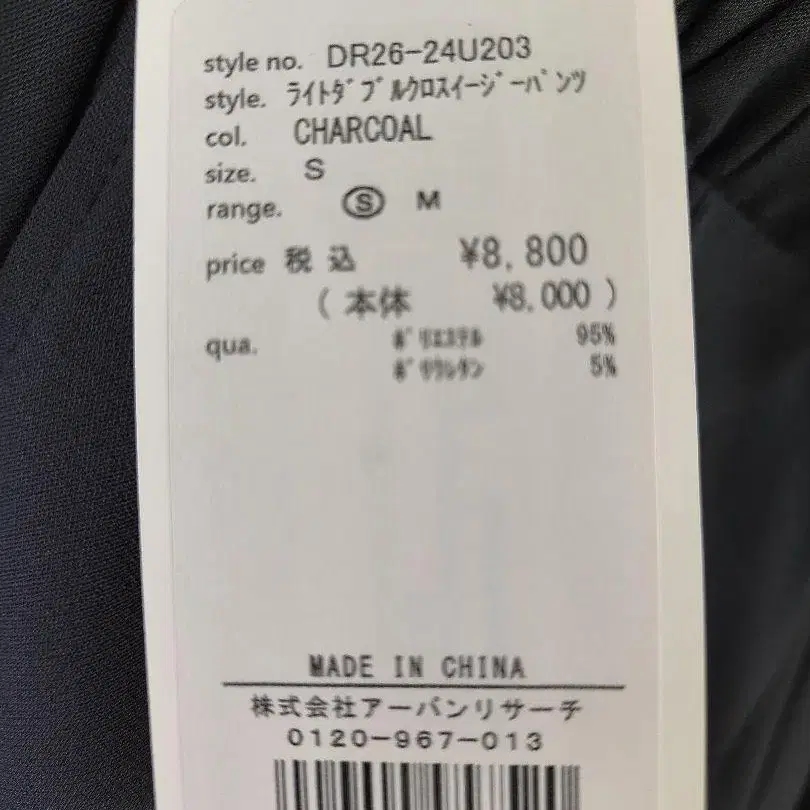 style no. DR26-24U203
style. ﾗｲﾄﾀﾞﾌﾞﾙｸﾛｽｲｰｼﾞｰﾊﾟﾝﾂ
col. CHARCOAL
size. S
range. Ⓢ M
price 税込 ¥8,800
(本体 ¥8,000)
qua. ﾎﾟﾘｴｽﾃﾙ 95%
ﾎﾟﾘｳﾚﾀﾝ 5%
MADE IN CHINA
株式会社アーバンリサーチ
0120-967-013